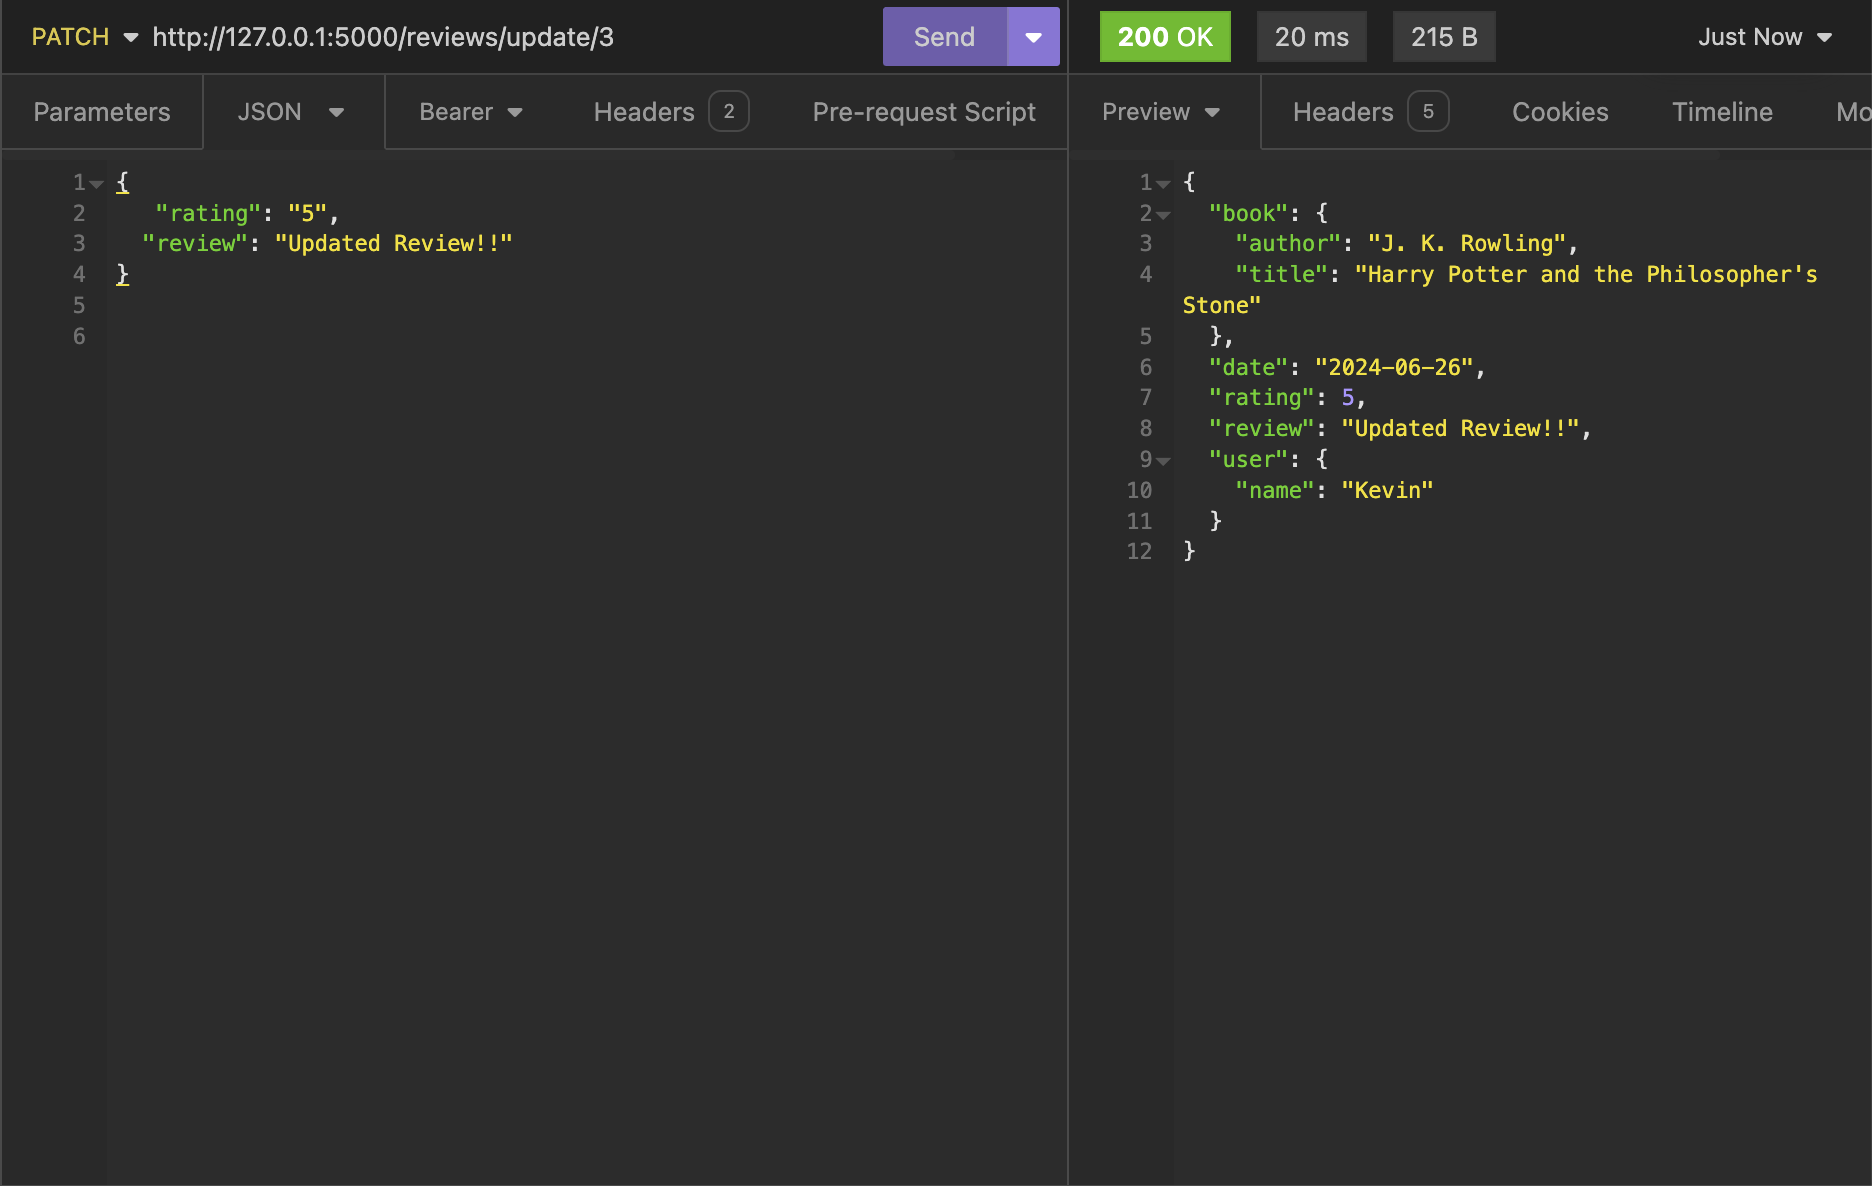 PATCH http://127.0.0.1:5000/reviews/update/3 Send
Parameters JSON Bearer Headers 2 Pre-request Script
1 {
2 "rating": "5",
3 "review": "Updated Review!!"
4 }
5
6
200 OK 20 ms 215 B Just Now
Preview Headers 5 Cookies Timeline Mo
1 {
2 "book": {
3 "author": "J. K. Rowling",
4 "title": "Harry Potter and the Philosopher's
Stone"
5 },
6 "date": "2024-06-26",
7 "rating": 5,
8 "review": "Updated Review!!",
9 "user": {
10 "name": "Kevin"
11 }
12 }